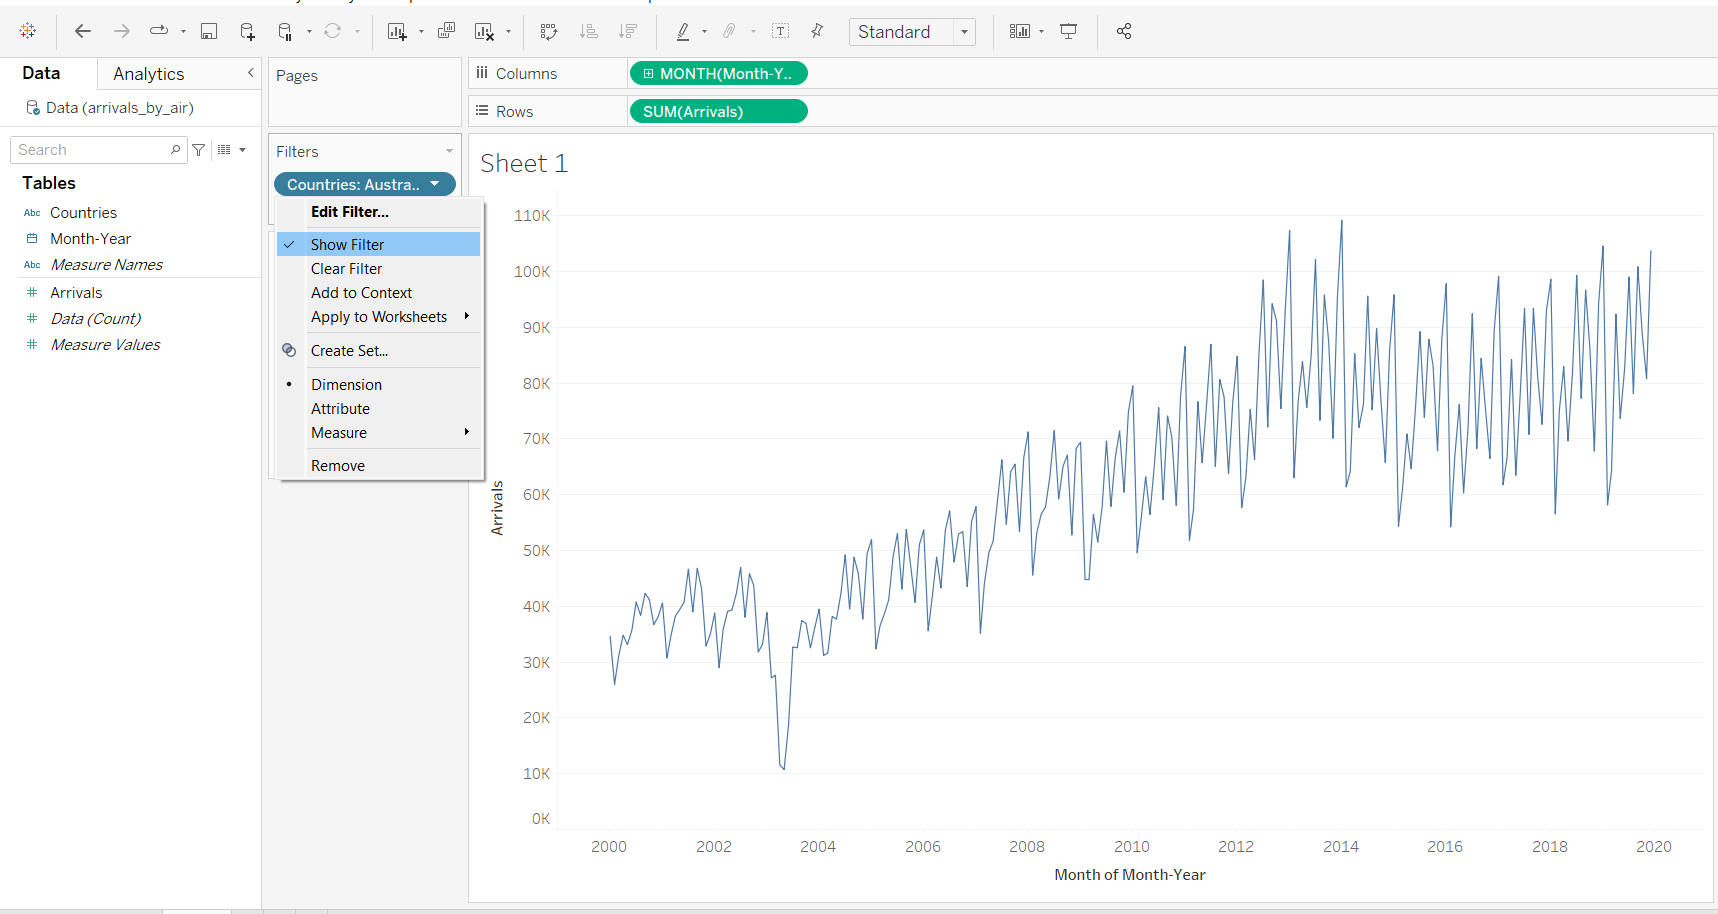 Standard
Data
Analytics
Data (arrivals_by_air)
Search
Tables
Abc Countries
Month-Year
Abc Measure Names
# Arrivals
# Data (Count)
# Measure Values
Pages
Filters
Countries: Austra..
Edit Filter...
Show Filter
Clear Filter
Add to Context
Apply to Worksheets
Create Set...
Dimension
Attribute
Measure
Remove
Columns
MONTH(Month-Y..
Rows
SUM(Arrivals)
Sheet 1
110K
100K
90K
80K
70K
60K
50K
40K
30K
20K
10K
0K
Arrivals
2000 2002 2004 2006 2008 2010 2012 2014 2016 2018 2020
Month of Month-Year